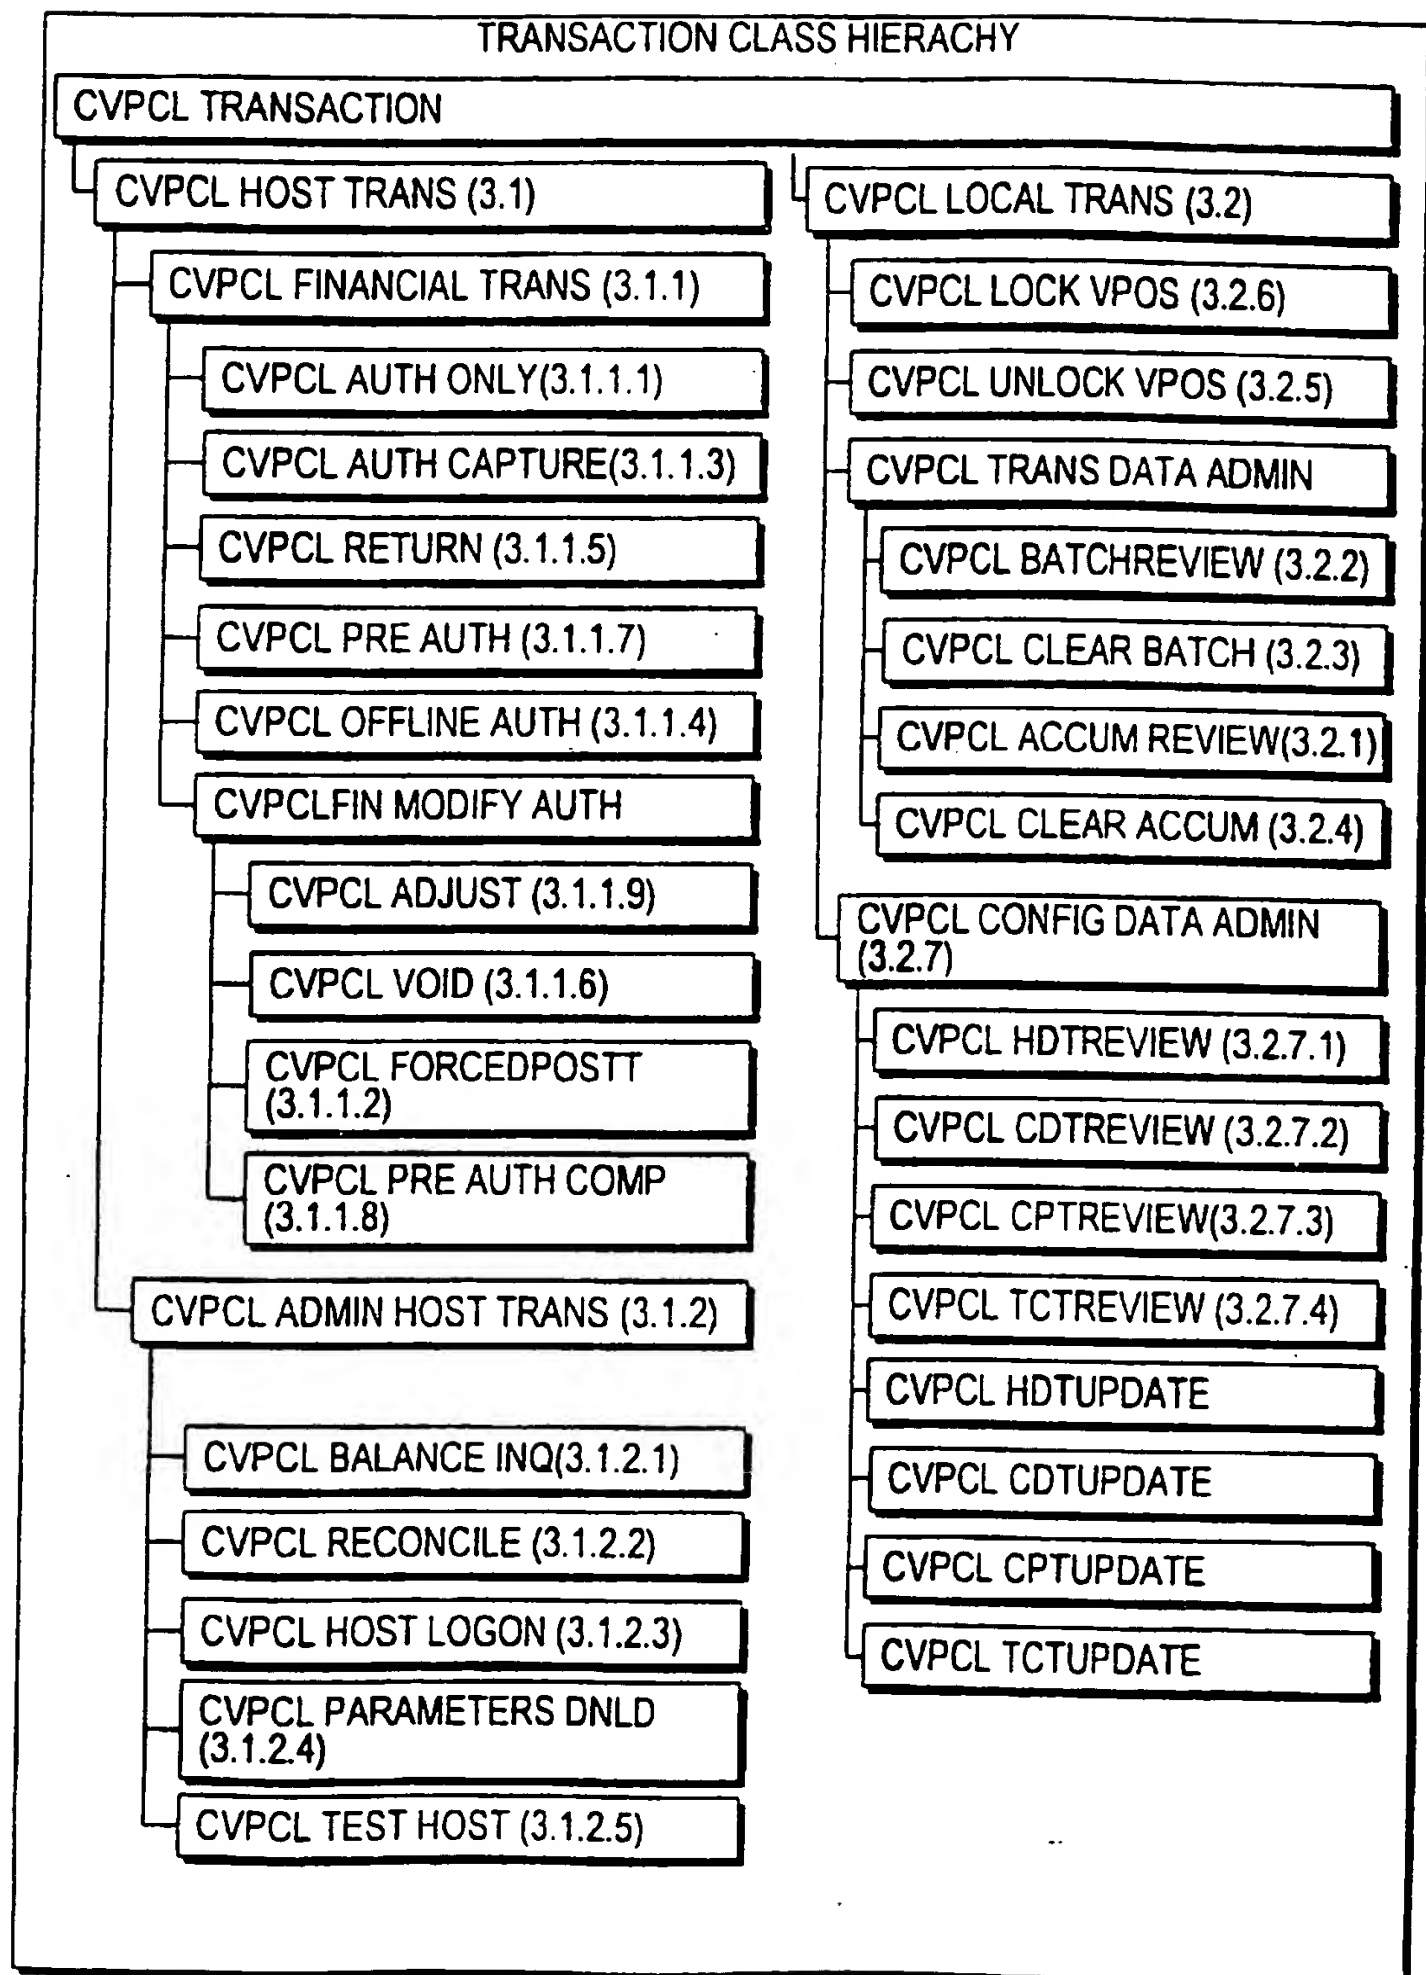 TRANSACTION CLASS HIERACHY
CVPCL TRANSACTION
CVPCL HOST TRANS (3.1)
CVPCL FINANCIAL TRANS (3.1.1)
CVPCL AUTH ONLY(3.1.1.1)
CVPCL AUTH CAPTURE(3.1.1.3)
CVPCL RETURN (3.1.1.5)
CVPCL PRE AUTH (3.1.1.7)
CVPCL OFFLINE AUTH (3.1.1.4)
CVPCLFIN MODIFY AUTH
CVPCL ADJUST (3.1.1.9)
CVPCL VOID (3.1.1.6)
CVPCL FORCEDPOSTT
(3.1.1.2)
CVPCL PRE AUTH COMP
(3.1.1.8)
CVPCL ADMIN HOST TRANS (3.1.2)
CVPCL BALANCE INQ(3.1.2.1)
CVPCL RECONCILE (3.1.2.2)
CVPCL HOST LOGON (3.1.2.3)
CVPCL PARAMETERS DNLD
(3.1.2.4)
CVPCL TEST HOST (3.1.2.5)
CVPCL LOCAL TRANS (3.2)
CVPCL LOCK VPOS (3.2.6)
CVPCL UNLOCK VPOS (3.2.5)
CVPCL TRANS DATA ADMIN
CVPCL BATCHREVIEW (3.2.2)
CVPCL CLEAR BATCH (3.2.3)
CVPCL ACCUM REVIEW(3.2.1)
CVPCL CLEAR ACCUM (3.2.4)
CVPCL CONFIG DATA ADMIN
(3.2.7)
CVPCL HDTREVIEW (3.2.7.1)
CVPCL CDTREVIEW (3.2.7.2)
CVPCL CPTREVIEW(3.2.7.3)
CVPCL TCTREVIEW (3.2.7.4)
CVPCL HDTUPDATE
CVPCL CDTUPDATE
CVPCL CPTUPDATE
CVPCL TCTUPDATE